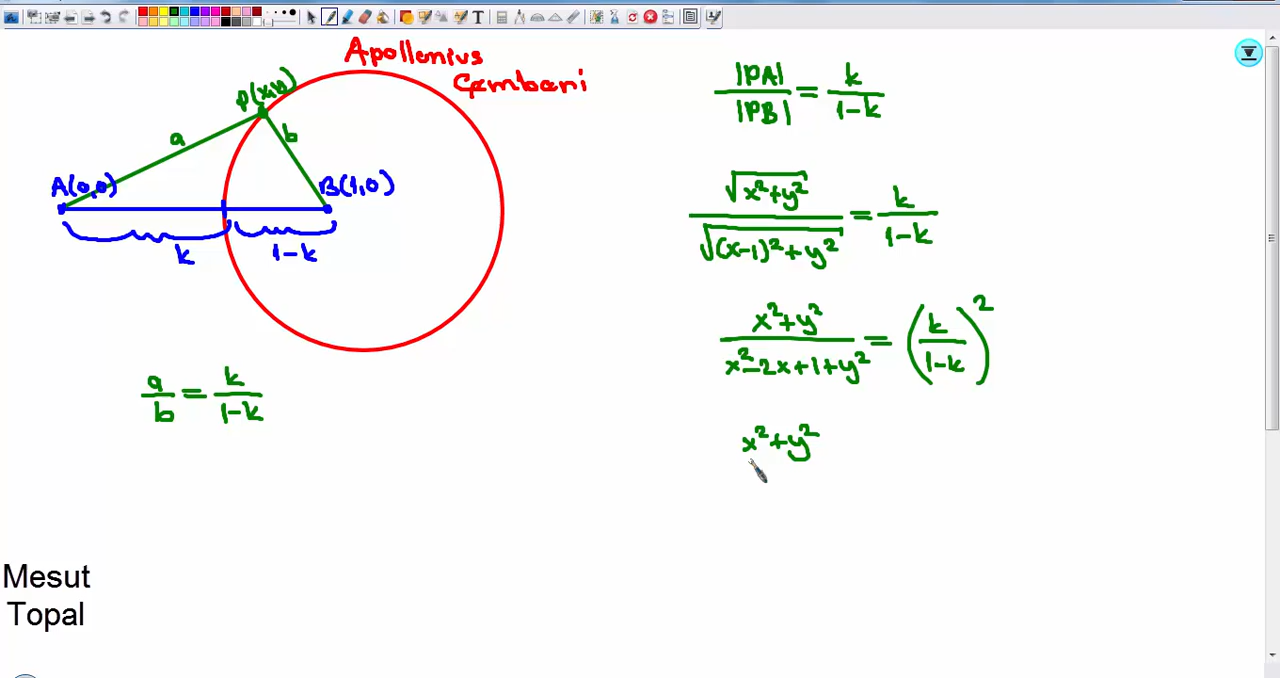 Apollonius
Çemberi
P(x,y)
a
b
A(0,0)
B(1,0)
k
1-k
a/b = k/(1-k)
|PA|/|PB| = k/(1-k)
√(x²+y²)/√((x-1)²+y²) = k/(1-k)
(x²+y²)/(x²-2x+1+y²) = (k/(1-k))²
x²+y²
Mesut
Topal